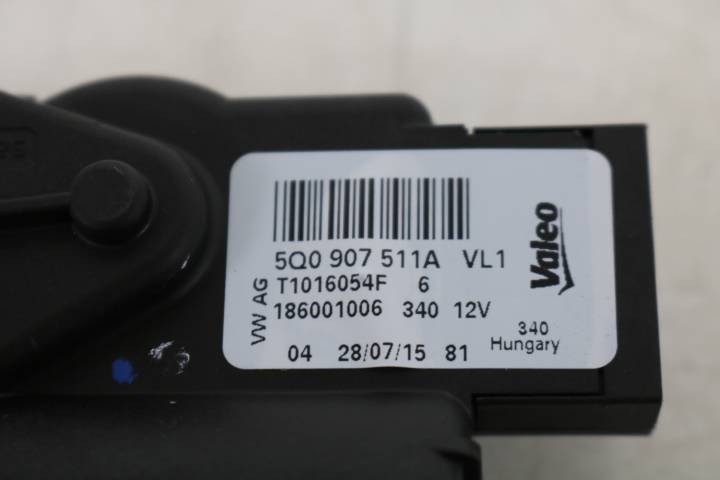 5Q0 907 511A VL1
T1016054F 6
186001006 340 12V
04 28/07/15 81
VW AG
Valeo
340
Hungary